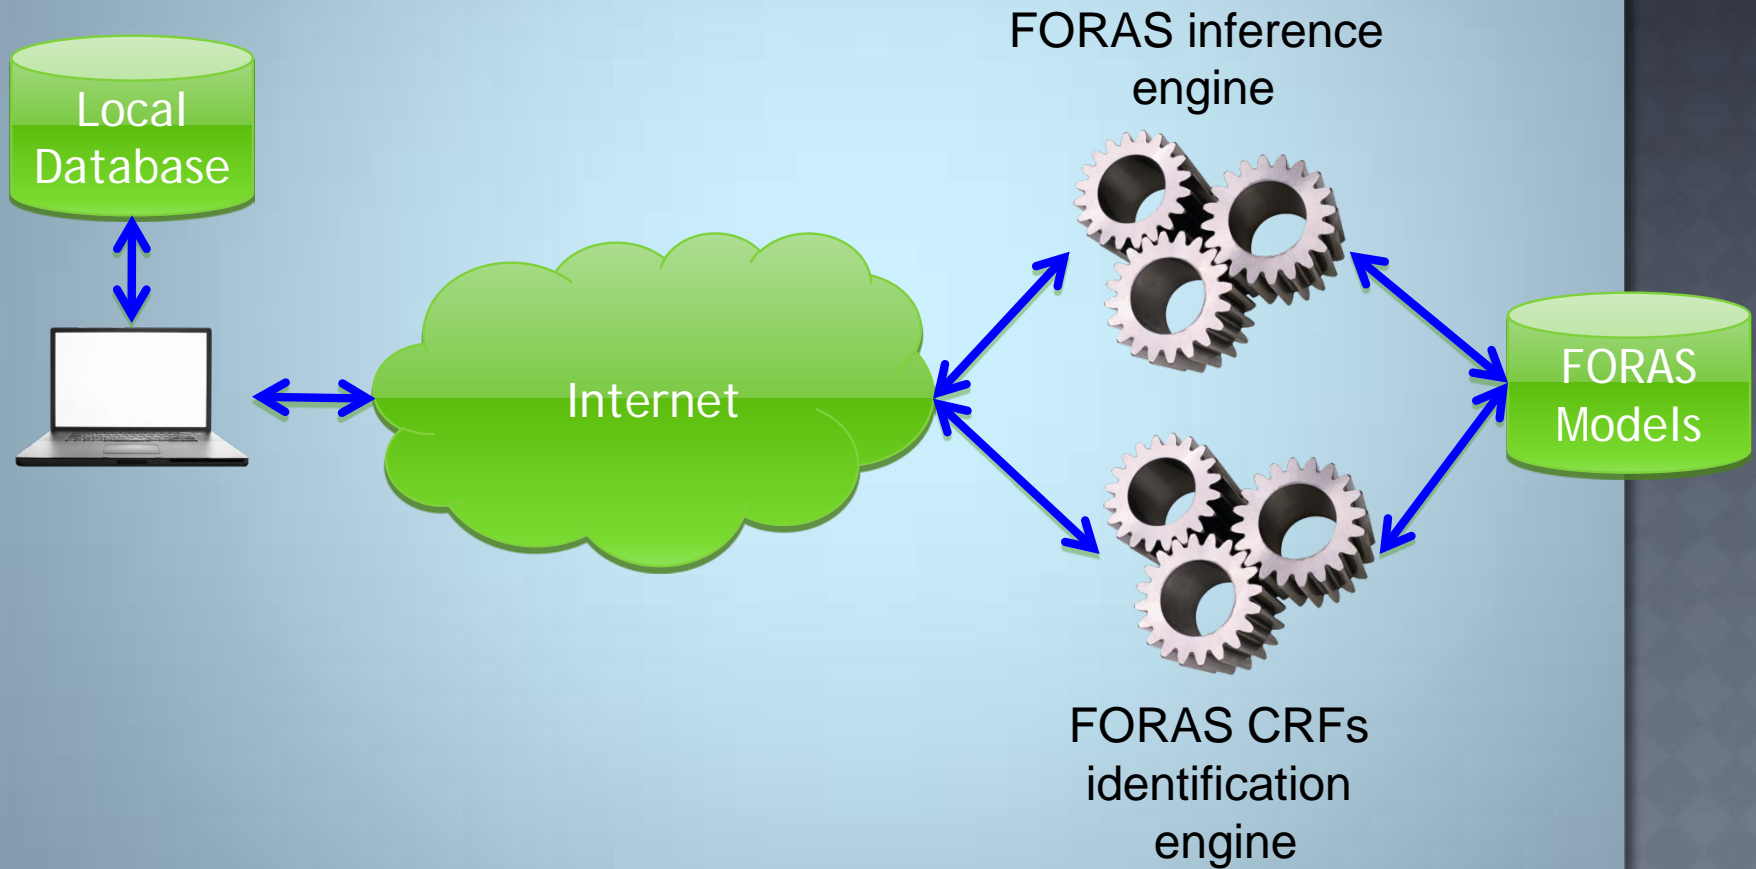 FORAS inference
engine
Local
Database
Internet
FORAS
Models
FORAS CRFs
identification
engine